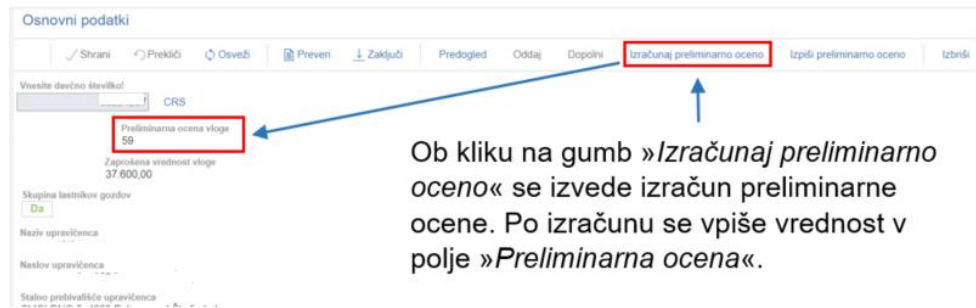 Osnovni podatki
Shrani Prekliči Osveži Preveri Zaključi Predogled Oddaj Dopolni Izračunaj preliminarno oceno Izpiši preliminarno oceno Izbriši
Vnesite davčno številko!
CRS
Preliminarna ocena vloge
59
Zaprošena vrednost vloge
37.600,00
Skupina lastnikov gozdov
Da
Naziv upravičenca
Naslov upravičenca
Stalno prebivališče upravičenca
Ob kliku na gumb »Izračunaj preliminarno
oceno« se izvede izračun preliminarne
ocene. Po izračunu se vpiše vrednost v
polje »Preliminarna ocena«.